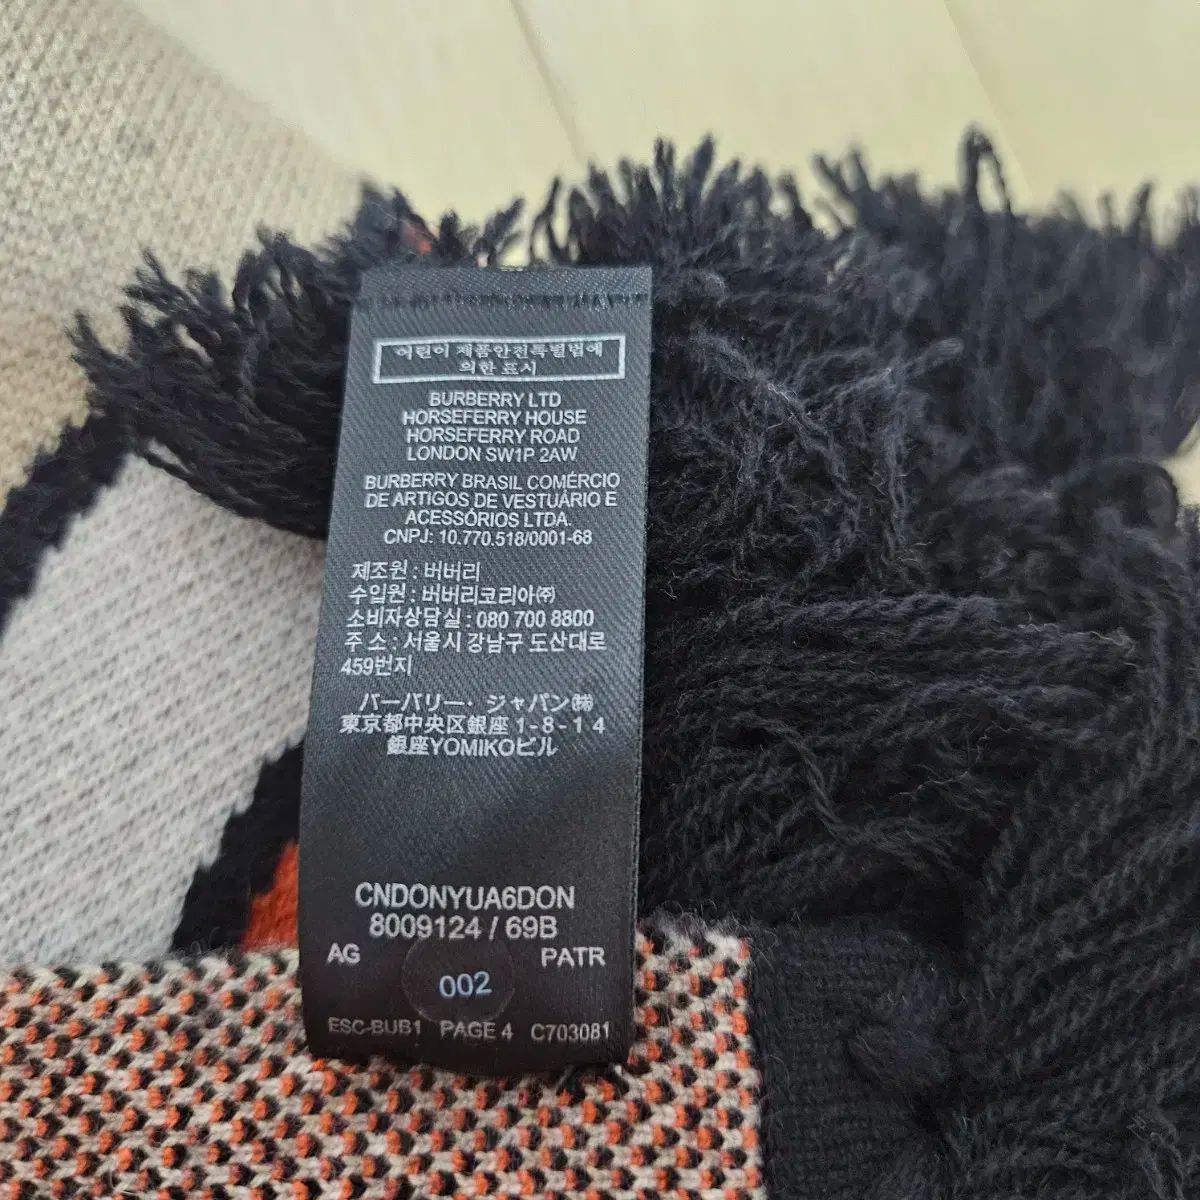 어린이 제품안전특별법에
의한 표시
BURBERRY LTD
HORSEFERRY HOUSE
HORSEFERRY ROAD
LONDON SW1P 2AW
BURBERRY BRASIL COMÉRCIO
DE ARTIGOS DE VESTUÁRIO E
ACESSÓRIOS LTDA.
CNPJ: 10.770.518/0001-68
제조원 : 버버리
수입원 : 버버리코리아㈜
소비자상담실 : 080 700 8800
주 소 : 서울시 강남구 도산대로
459번지
バーバリー・ジャパン㈱
東京都中央区銀座1-8-14
銀座YOMIKOビル
CNDONYUA6DON
8009124 / 69B
AG PATR
002
ESC-BUB1 PAGE 4 C703081